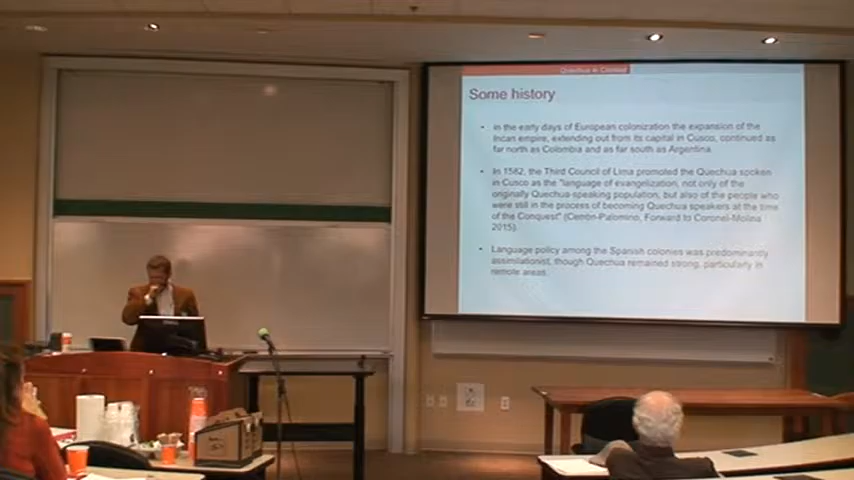 Quechua in Context
Some history
• In the early days of European colonization the expansion of the
Incan empire, extending out from its capital in Cusco, continued as
far north as Colombia and as far south as Argentina.
• In 1582, the Third Council of Lima promoted the Quechua spoken
in Cusco as the "language of evangelization, not only of the
originally Quechua-speaking population, but also of the people who
were still in the process of becoming Quechua speakers at the time
of the Conquest" (Cerrón-Palomino, Forward to Coronel-Molina
2015).
• Language policy among the Spanish colonies was predominantly
assimilationist, though Quechua remained strong, particularly in
remote areas.